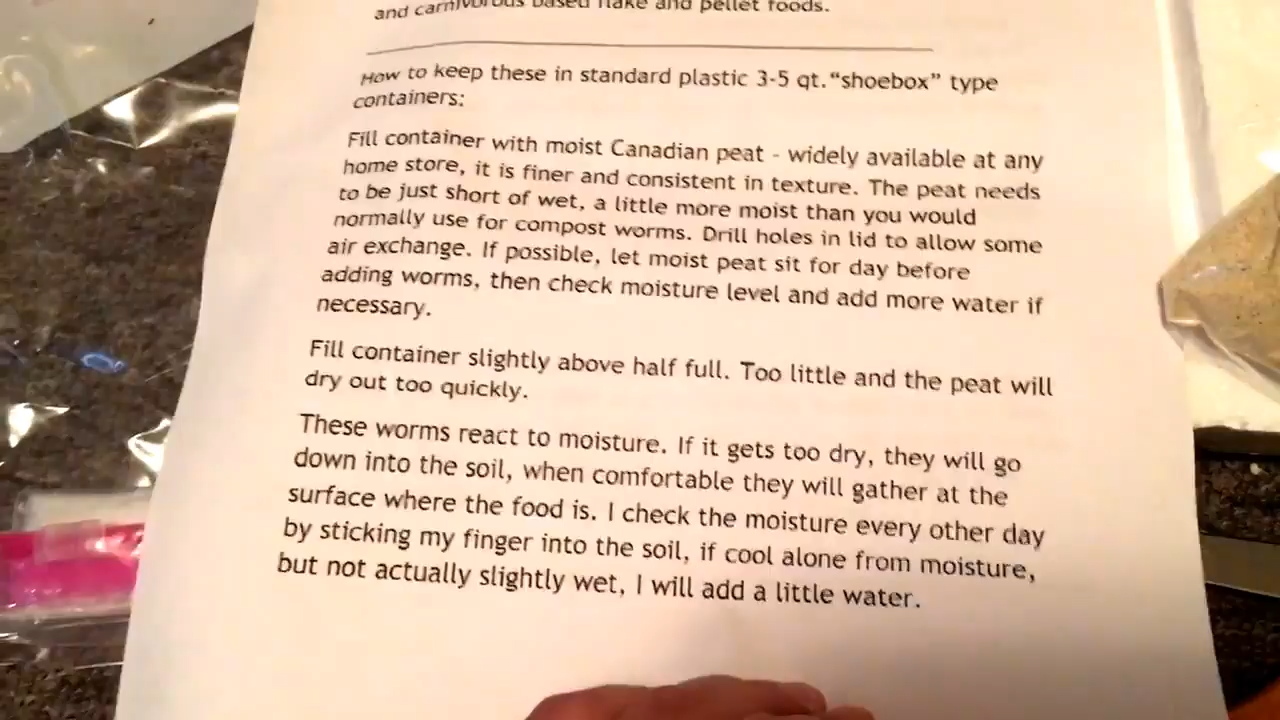 and carnivorous based flake and pellet foods.
How to keep these in standard plastic 3-5 qt. “shoebox” type
containers:
Fill container with moist Canadian peat - widely available at any
home store, it is finer and consistent in texture. The peat needs
to be just short of wet, a little more moist than you would
normally use for compost worms. Drill holes in lid to allow some
air exchange. If possible, let moist peat sit for day before
adding worms, then check moisture level and add more water if
necessary.
Fill container slightly above half full. Too little and the peat will
dry out too quickly.
These worms react to moisture. If it gets too dry, they will go
down into the soil, when comfortable they will gather at the
surface where the food is. I check the moisture every other day
by sticking my finger into the soil, if cool alone from moisture,
but not actually slightly wet, I will add a little water.